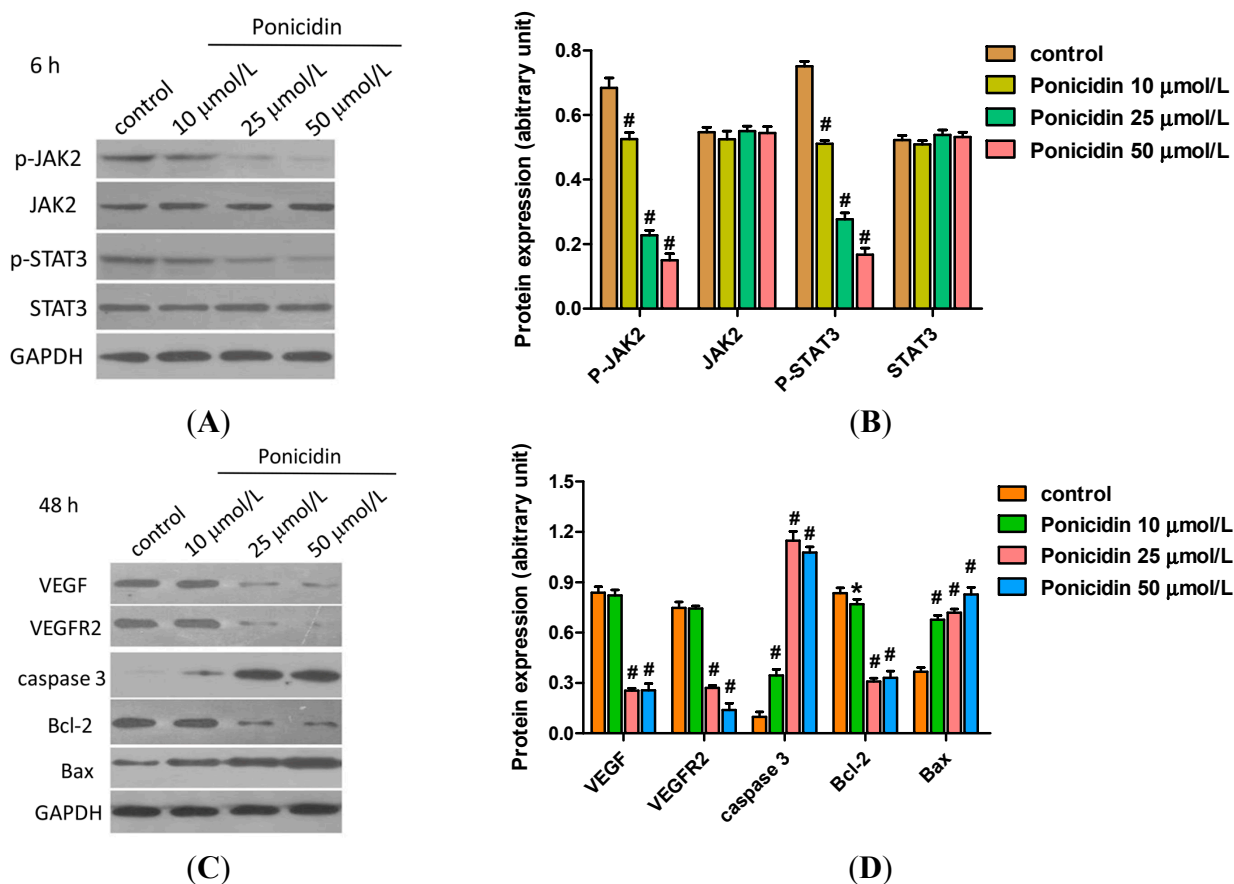 Ponicidin
6 h
control
10 µmol/L
25 µmol/L
50 µmol/L
p-JAK2
JAK2
p-STAT3
STAT3
GAPDH
(A)
Protein expression (abitrary unit)
0.8
0.6
0.4
0.2
0.0
# # # # # #
P-JAK2
JAK2
P-STAT3
STAT3
control
Ponicidin 10 µmol/L
Ponicidin 25 µmol/L
Ponicidin 50 µmol/L
(B)
Ponicidin
48 h
control
10 µmol/L
25 µmol/L
50 µmol/L
VEGF
VEGFR2
caspase 3
Bcl-2
Bax
GAPDH
(C)
Protein expression (abitrary unit)
1.5
1.2
0.9
0.6
0.3
0.0
# # # # # # # * # # # # #
VEGF
VEGFR2
caspase 3
Bcl-2
Bax
control
Ponicidin 10 µmol/L
Ponicidin 25 µmol/L
Ponicidin 50 µmol/L
(D)